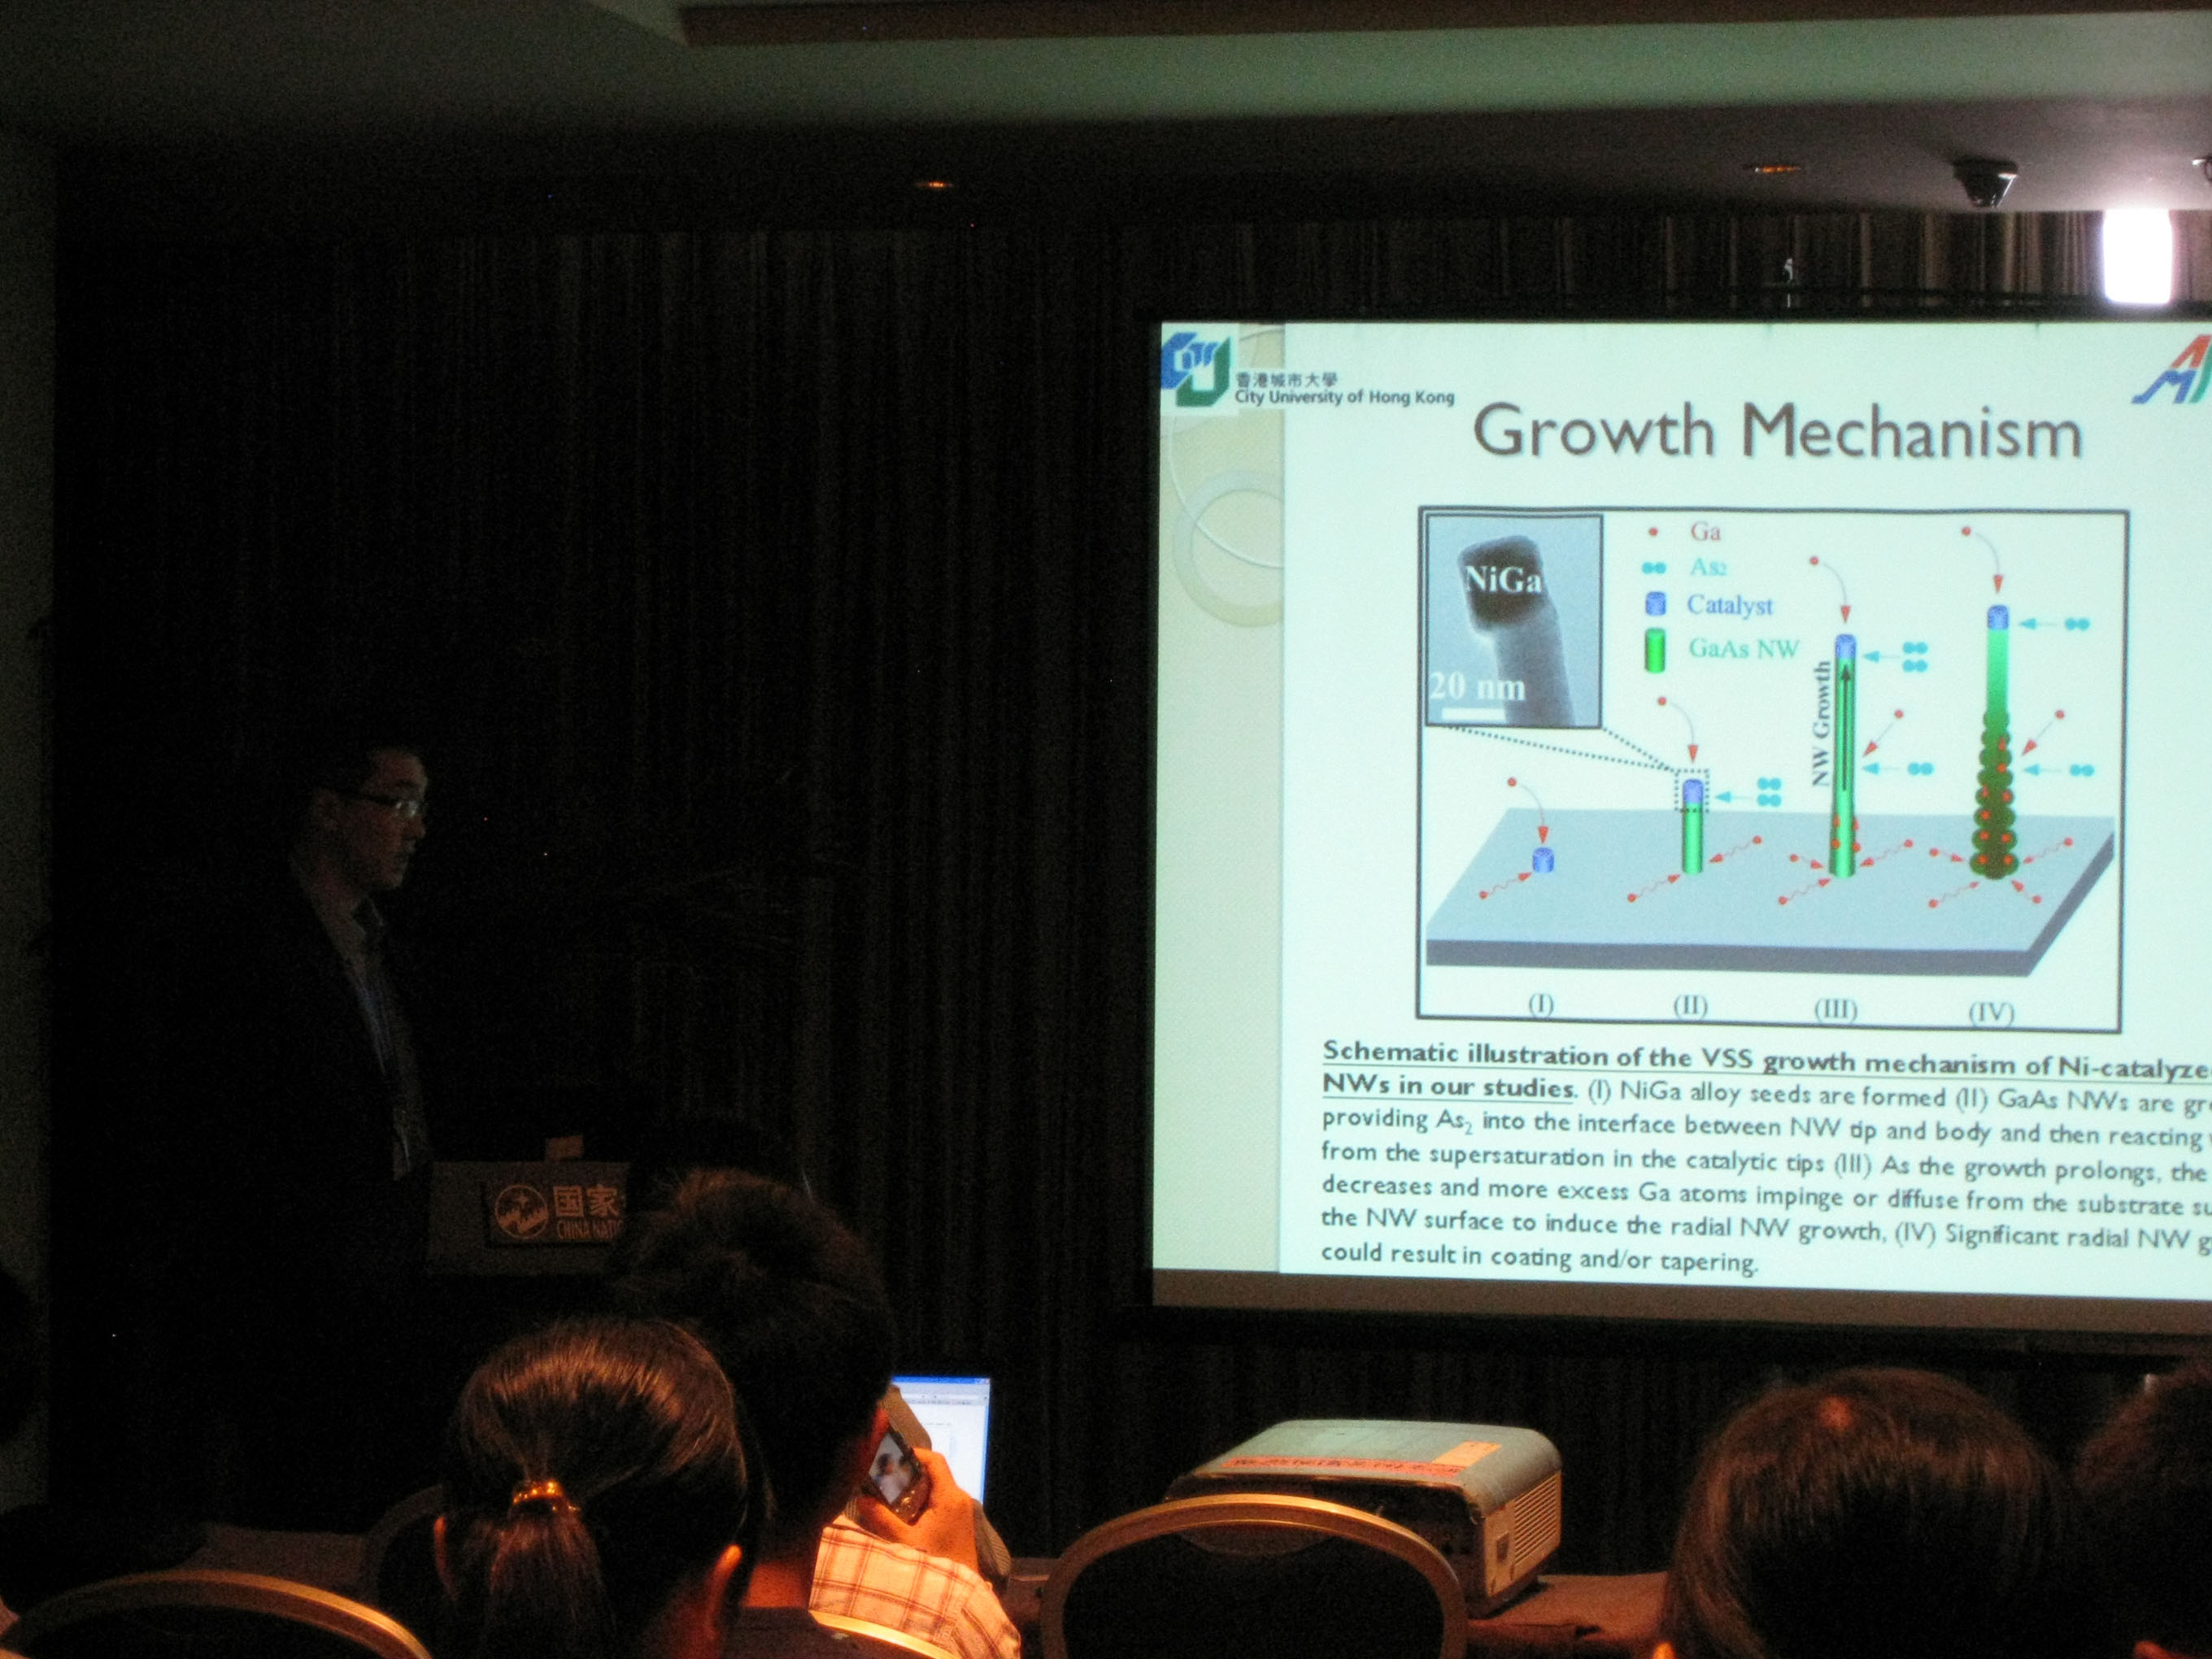 香港城市大學
City University of Hong Kong
Growth Mechanism
NiGa
20 nm
Ga
As2
Catalyst
GaAs NW
NW Growth
(I) (II) (III) (IV)
Schematic illustration of the VSS growth mechanism of Ni-catalyze
NWs in our studies. (I) NiGa alloy seeds are formed (II) GaAs NWs are gr
providing As2 into the interface between NW tip and body and then reacting
from the supersaturation in the catalytic tips (III) As the growth prolongs, the
decreases and more excess Ga atoms impinge or diffuse from the substrate su
the NW surface to induce the radial NW growth, (IV) Significant radial NW g
could result in coating and/or tapering.
国家
CHINA NATI